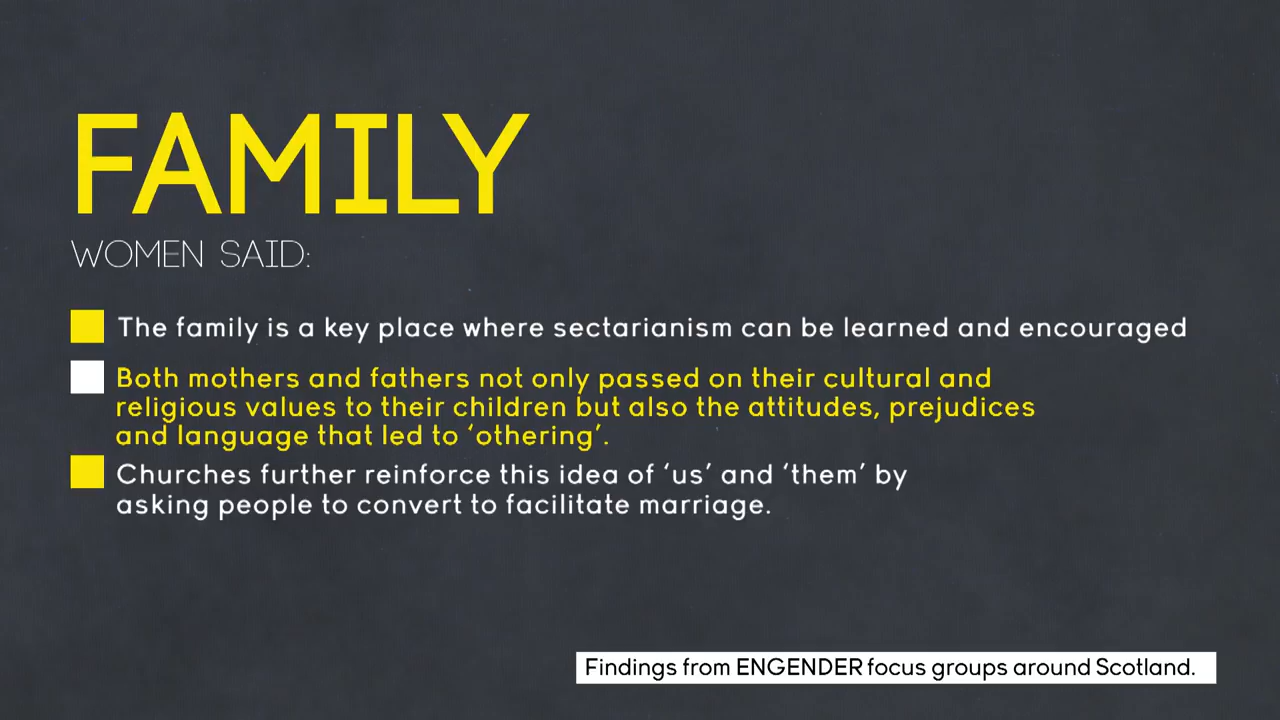 FAMILY
WOMEN SAID:
The family is a key place where sectarianism can be learned and encouraged
Both mothers and fathers not only passed on their cultural and
religious values to their children but also the attitudes, prejudices
and language that led to ‘othering’.
Churches further reinforce this idea of ‘us’ and ‘them’ by
asking people to convert to facilitate marriage.
Findings from ENGENDER focus groups around Scotland.